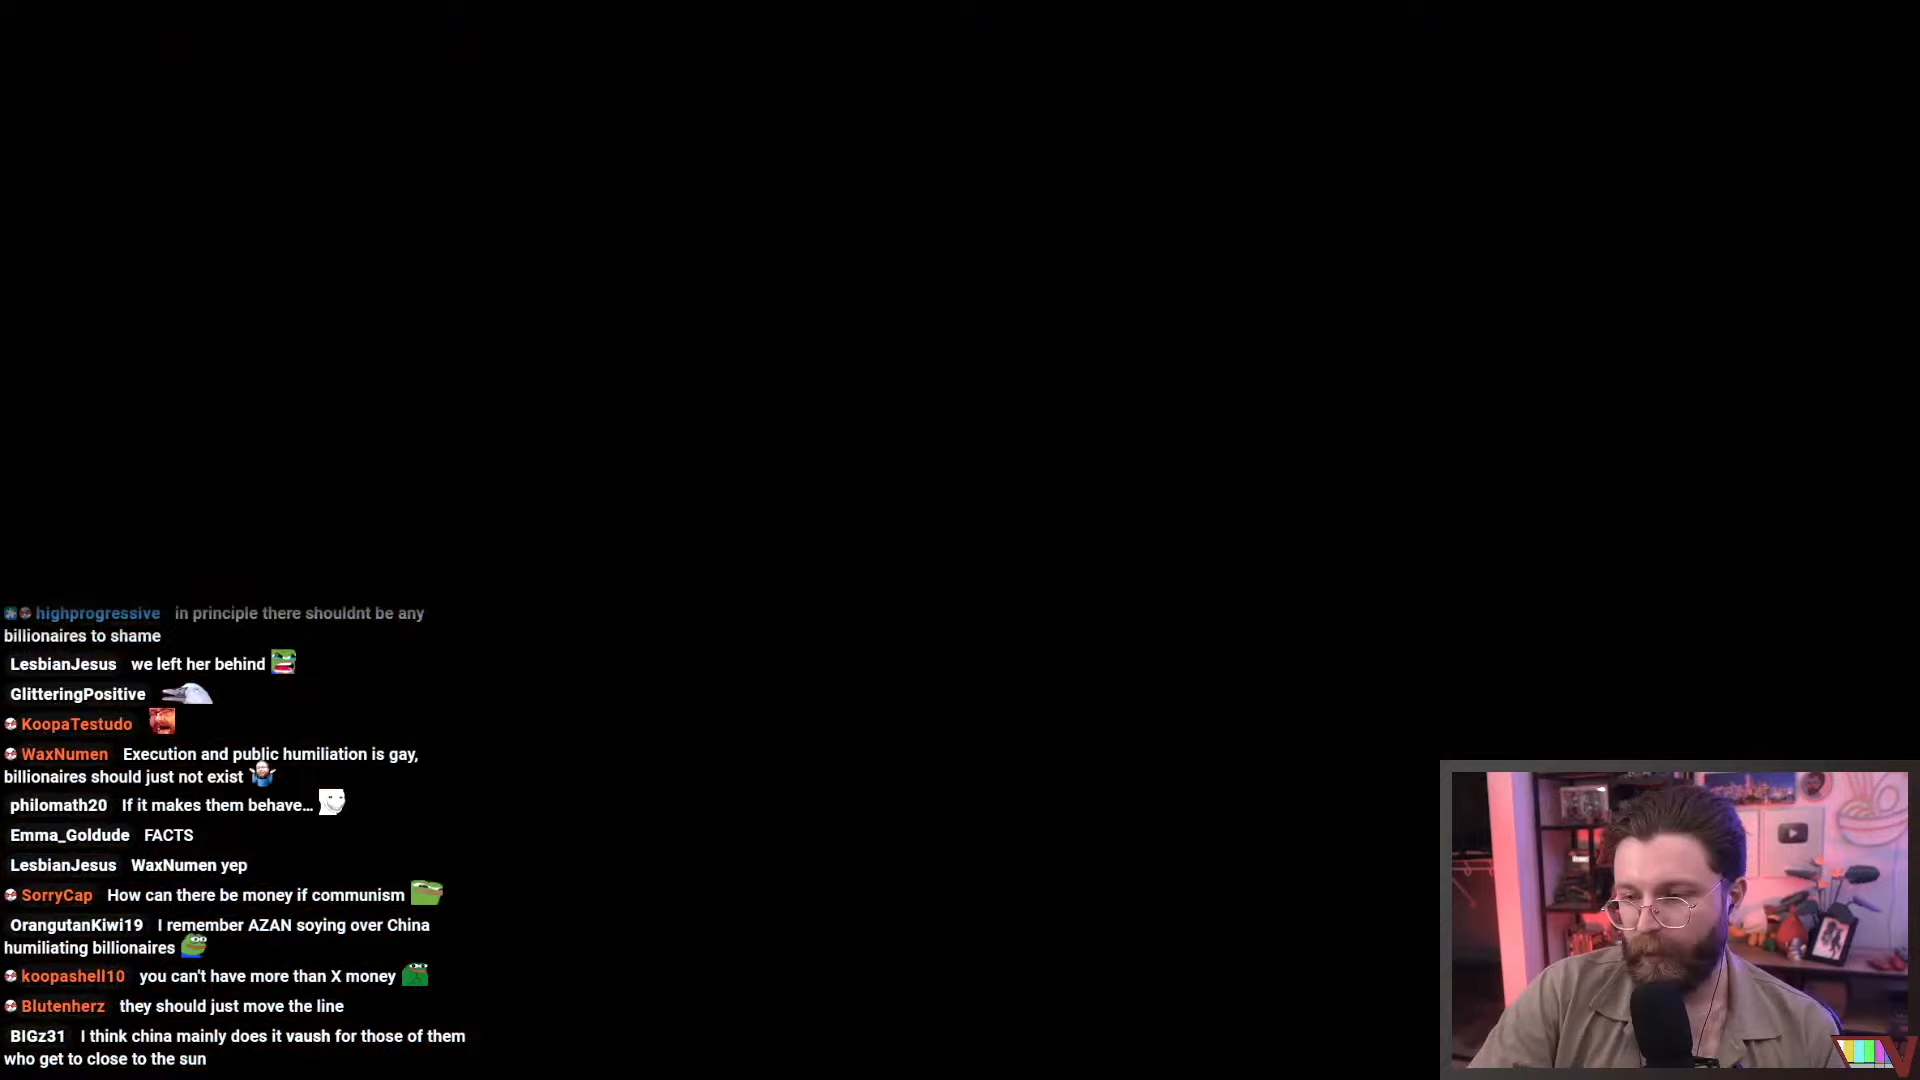 highprogressive in principle there shouldnt be any
billionaires to shame
LesbianJesus we left her behind
GlitteringPositive
KoopaTestudo
WaxNumen Execution and public humiliation is gay,
billionaires should just not exist
philomath20 If it makes them behave...
Emma_Goldude FACTS
LesbianJesus WaxNumen yep
SorryCap How can there be money if communism
OrangutanKiwi19 I remember AZAN soying over China
humiliating billionaires
koopashell10 you can't have more than X money
Blutenherz they should just move the line
BIGz31 I think china mainly does it vaush for those of them
who get to close to the sun
V